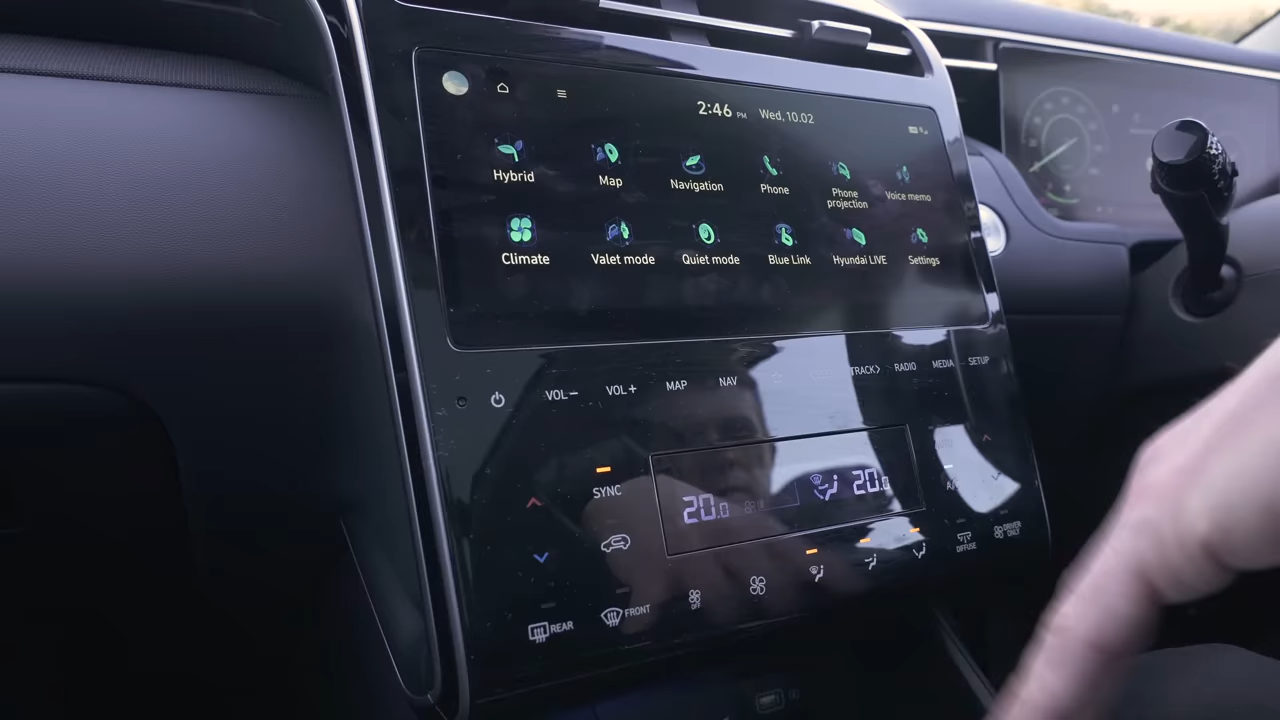 2:46 PM Wed, 10.02
Hybrid
Map
Navigation
Phone
Phone
projection
Voice memo
Climate
Valet mode
Quiet mode
Blue Link
Hyundai LIVE
Settings
VOL− VOL+ MAP NAV TRACK> RADIO MEDIA SETUP
SYNC
20.0
20.0
REAR
FRONT
OFF
DIFFUSE
DRIVER
ONLY